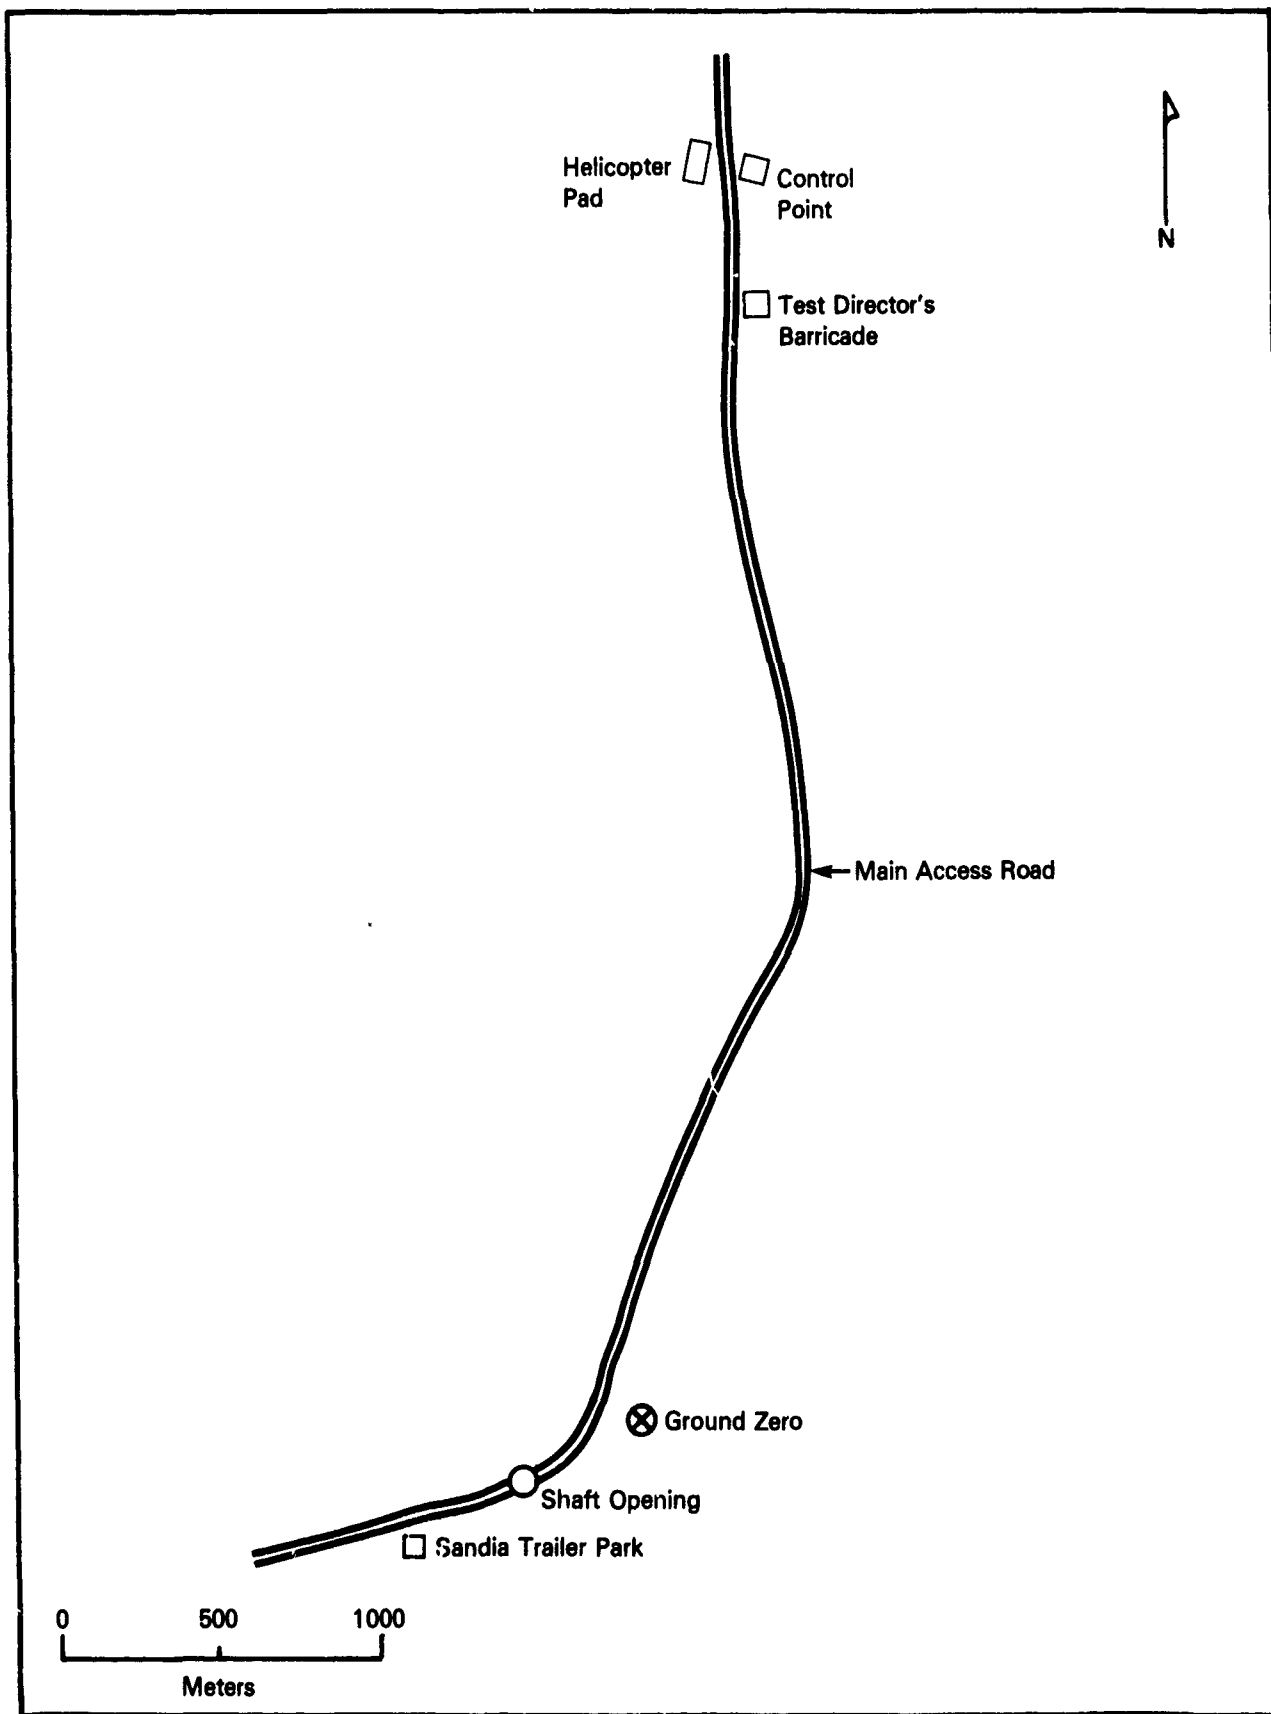 Helicopter
Pad
Control
Point
N
Test Director's
Barricade
Main Access Road
Ground Zero
Shaft Opening
Sandia Trailer Park
0 500 1000
Meters